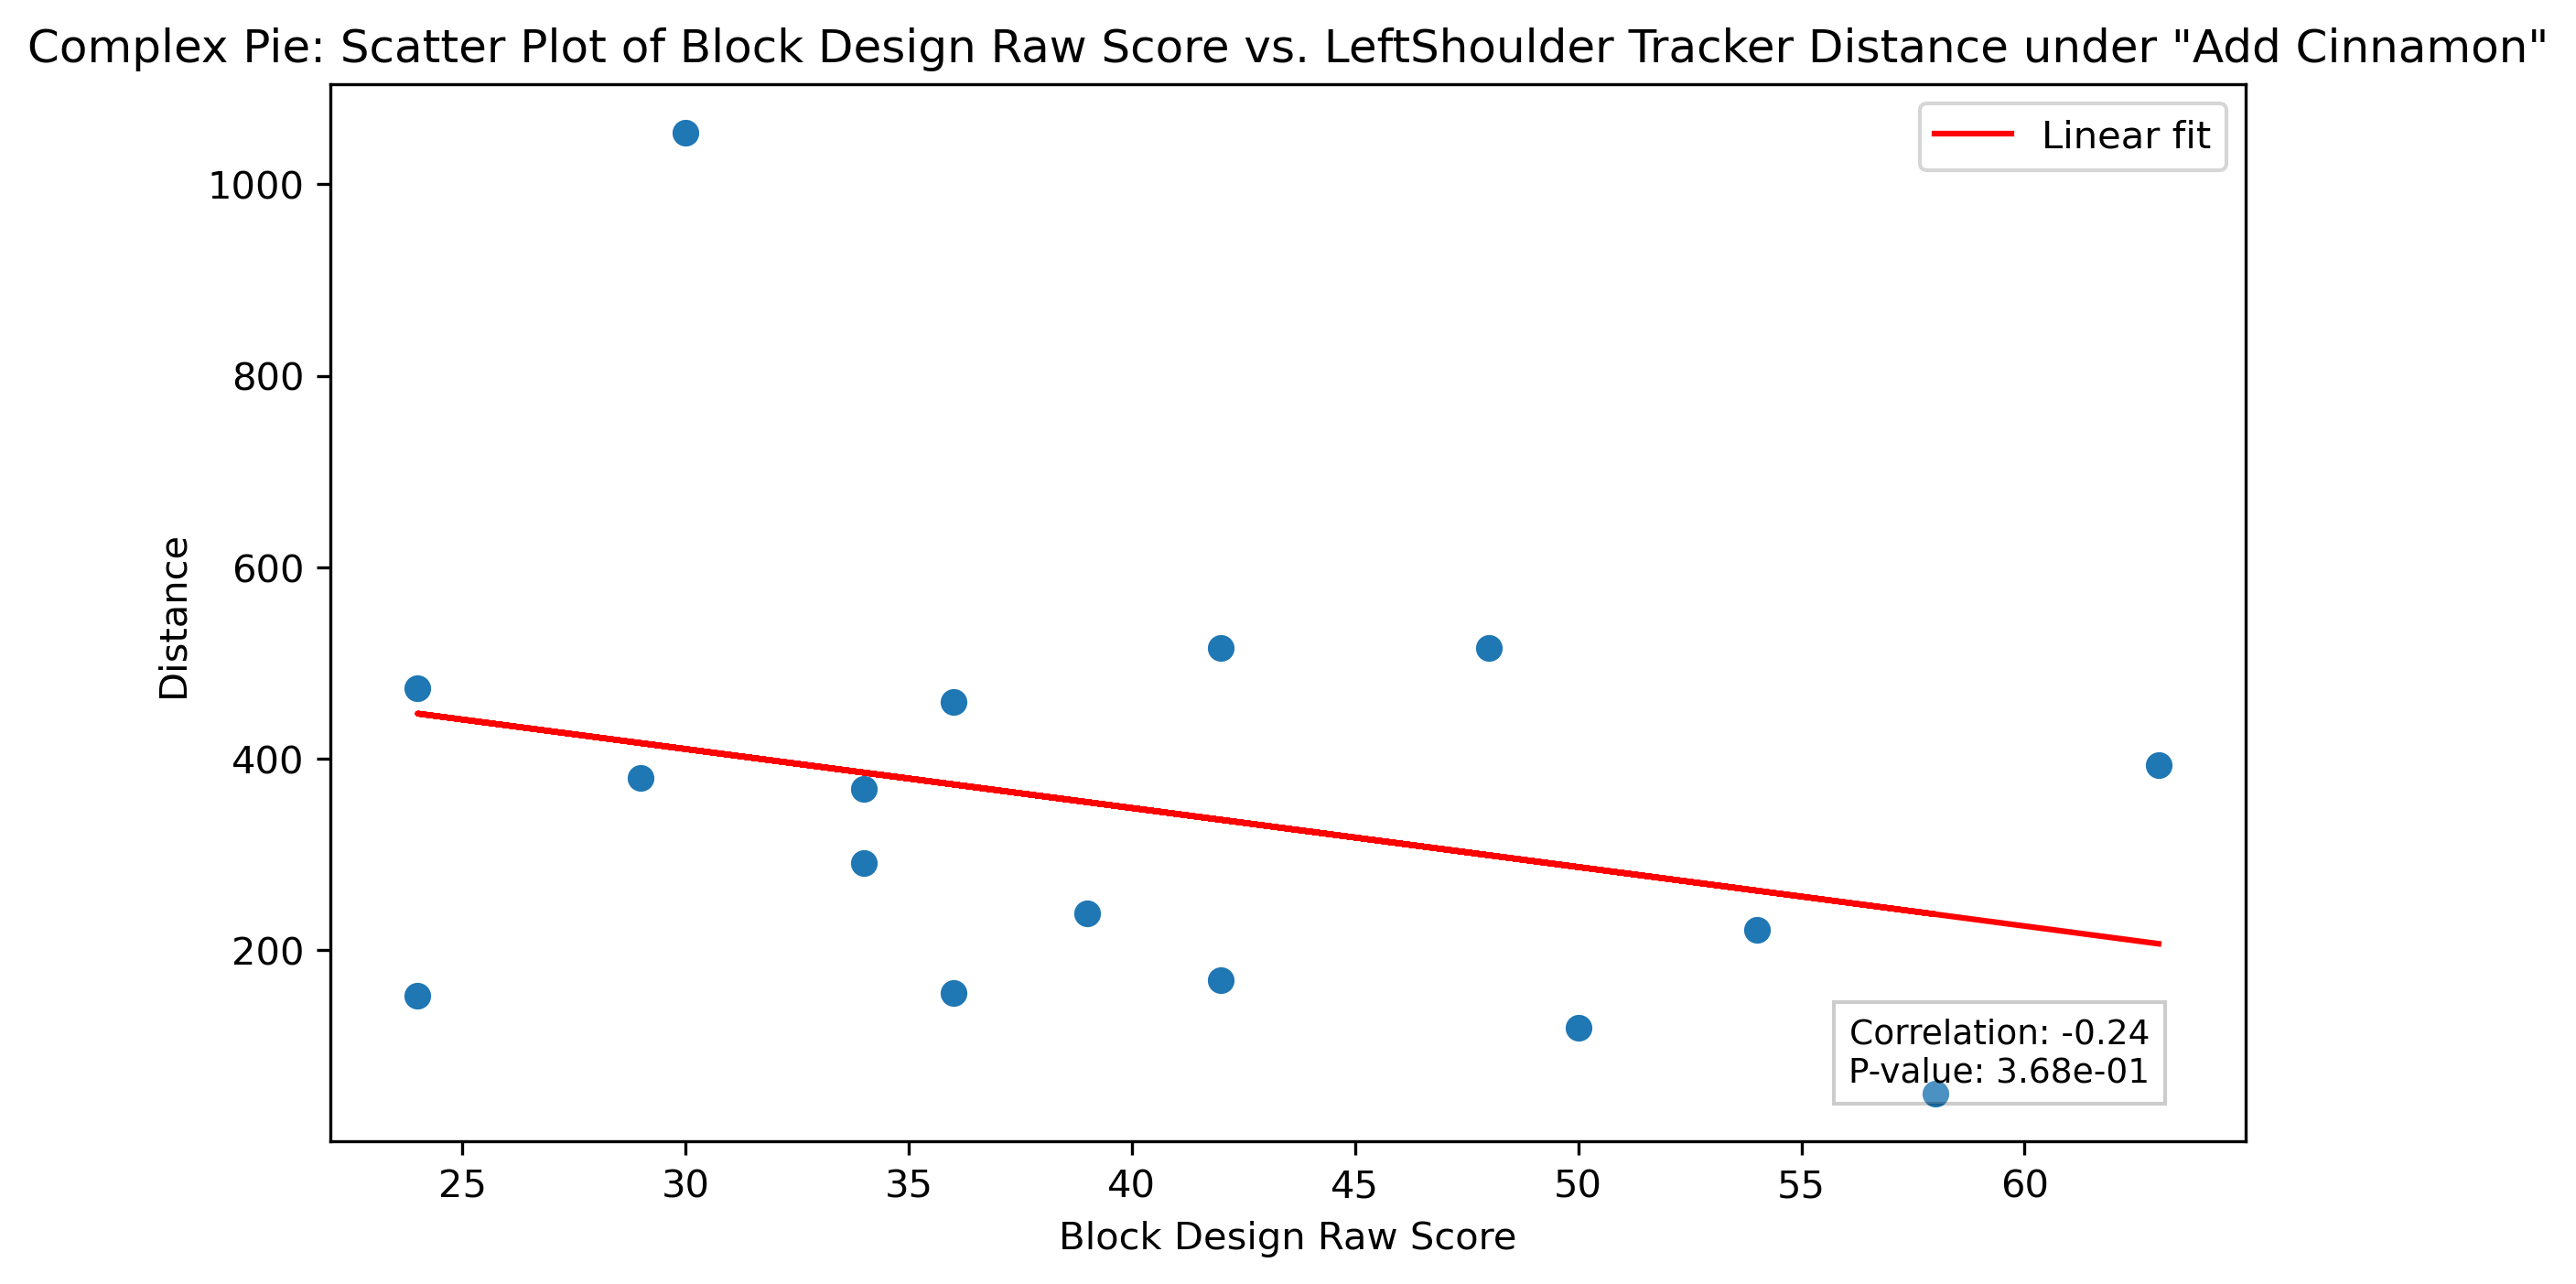 Complex Pie: Scatter Plot of Block Design Raw Score vs. LeftShoulder Tracker Distance under "Add Cinnamon"
Linear fit
1000
800
600
400
200
Distance
Correlation: -0.24
P-value: 3.68e-01
25 30 35 40 45 50 55 60
Block Design Raw Score